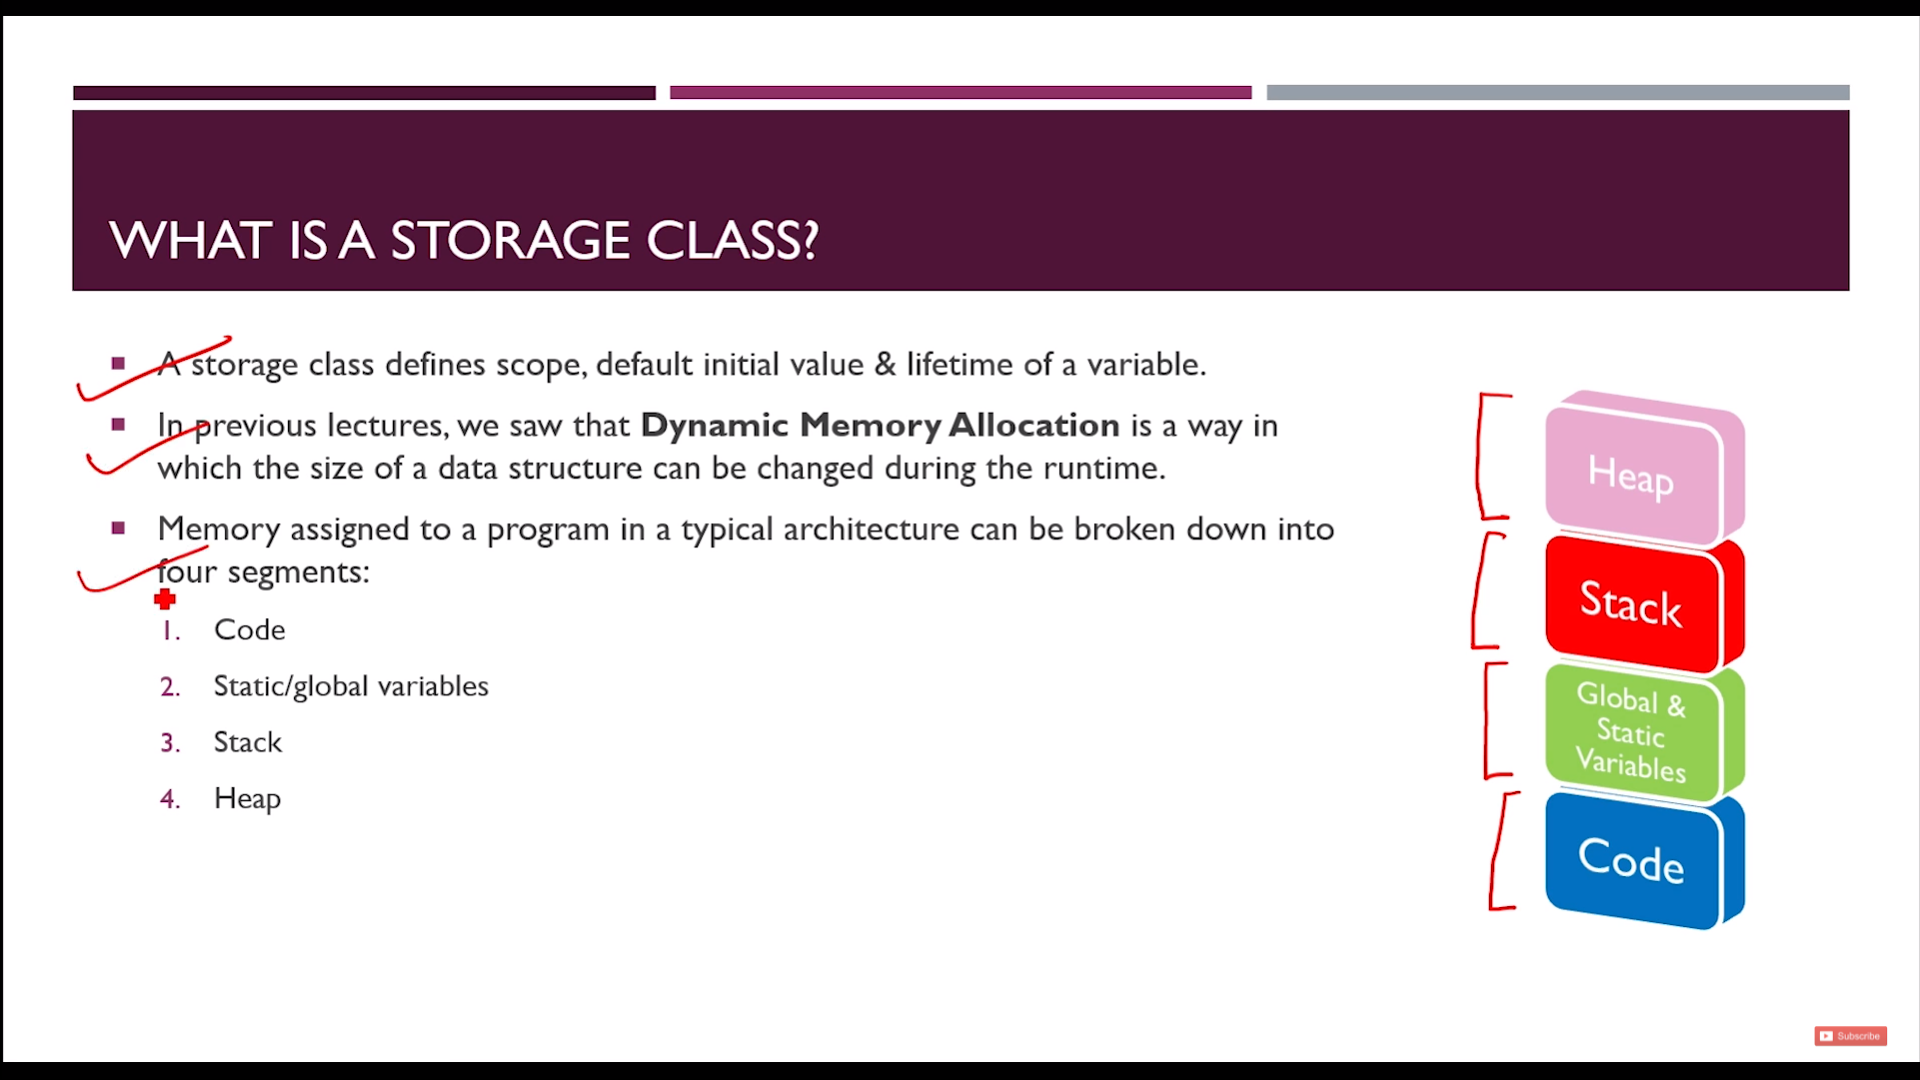 WHAT IS A STORAGE CLASS?
A storage class defines scope, default initial value & lifetime of a variable.
In previous lectures, we saw that Dynamic Memory Allocation is a way in
which the size of a data structure can be changed during the runtime.
Memory assigned to a program in a typical architecture can be broken down into
four segments:
1. Code
2. Static/global variables
3. Stack
4. Heap
Heap
Stack
Global &
Static
Variables
Code
Subscribe